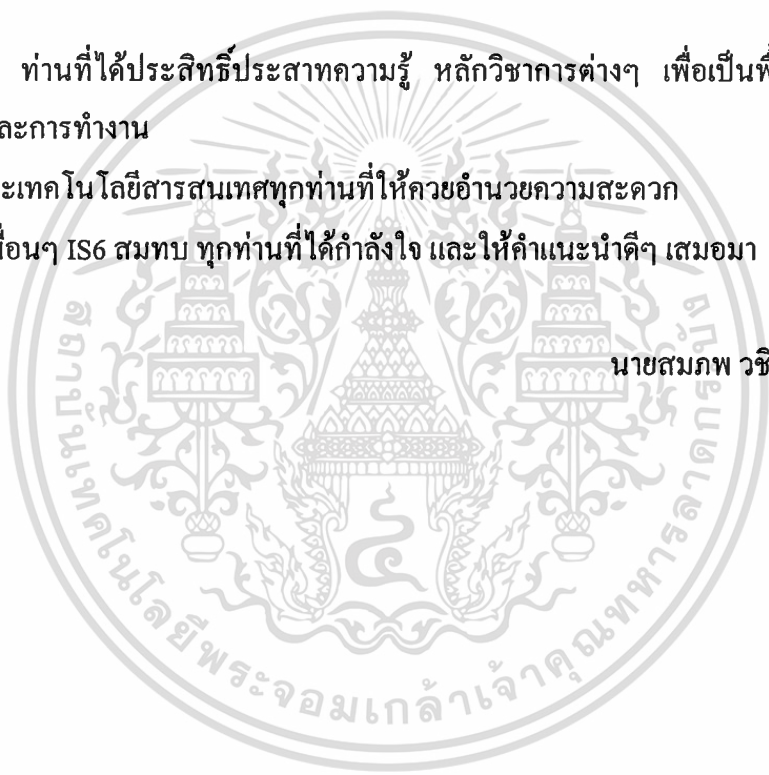 ท่านที่ได้ประสิทธิ์ประสาทความรู้ หลักวิชาการต่างๆ เพื่อเป็นพื้
ละการทำงาน
ะเทคโนโลยีสารสนเทศทุกท่านที่ให้ควยอำนวยความสะดวก
พื่อนๆ IS6 สมทบ ทุกท่านที่ได้กำลังใจ และให้คำแนะนำดีๆ เสมอมา
นายสมภพ วชิ
สถาบันเทคโนโลยีพระจอมเกล้าเจ้าคุณทหารลาดกระบัง